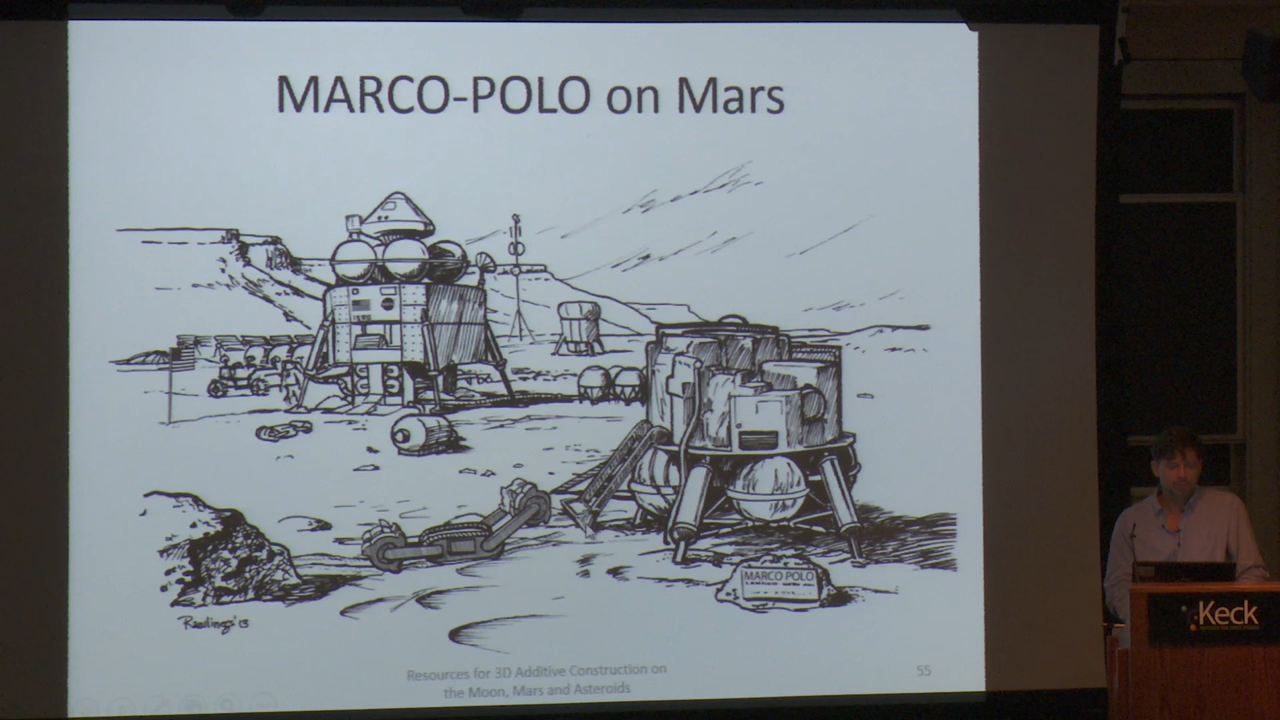 MARCO-POLO on Mars
MARCO POLO
Rawlings '13
Resources for 3D Additive Construction on
the Moon, Mars and Asteroids
55
Keck